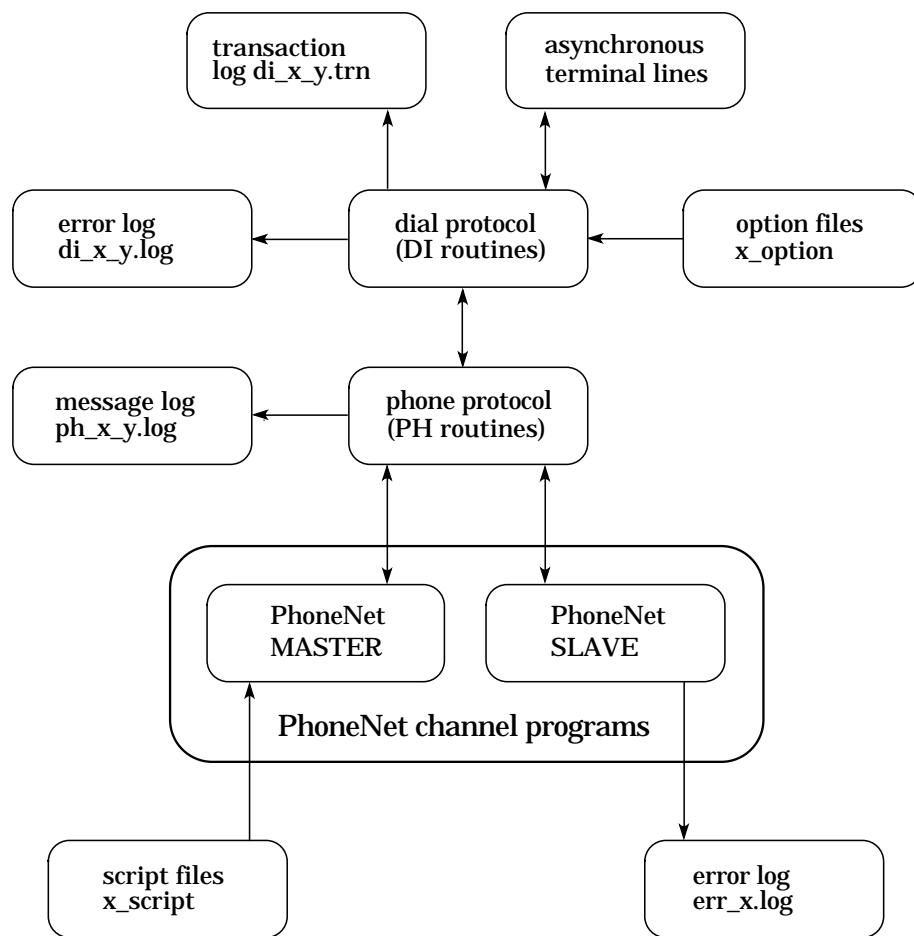 transaction
log di_x_y.trn
asynchronous
terminal lines
error log
di_x_y.log
dial protocol
(DI routines)
option files
x_option
message log
ph_x_y.log
phone protocol
(PH routines)
PhoneNet
MASTER
PhoneNet
SLAVE
PhoneNet channel programs
script files
x_script
error log
err_x.log